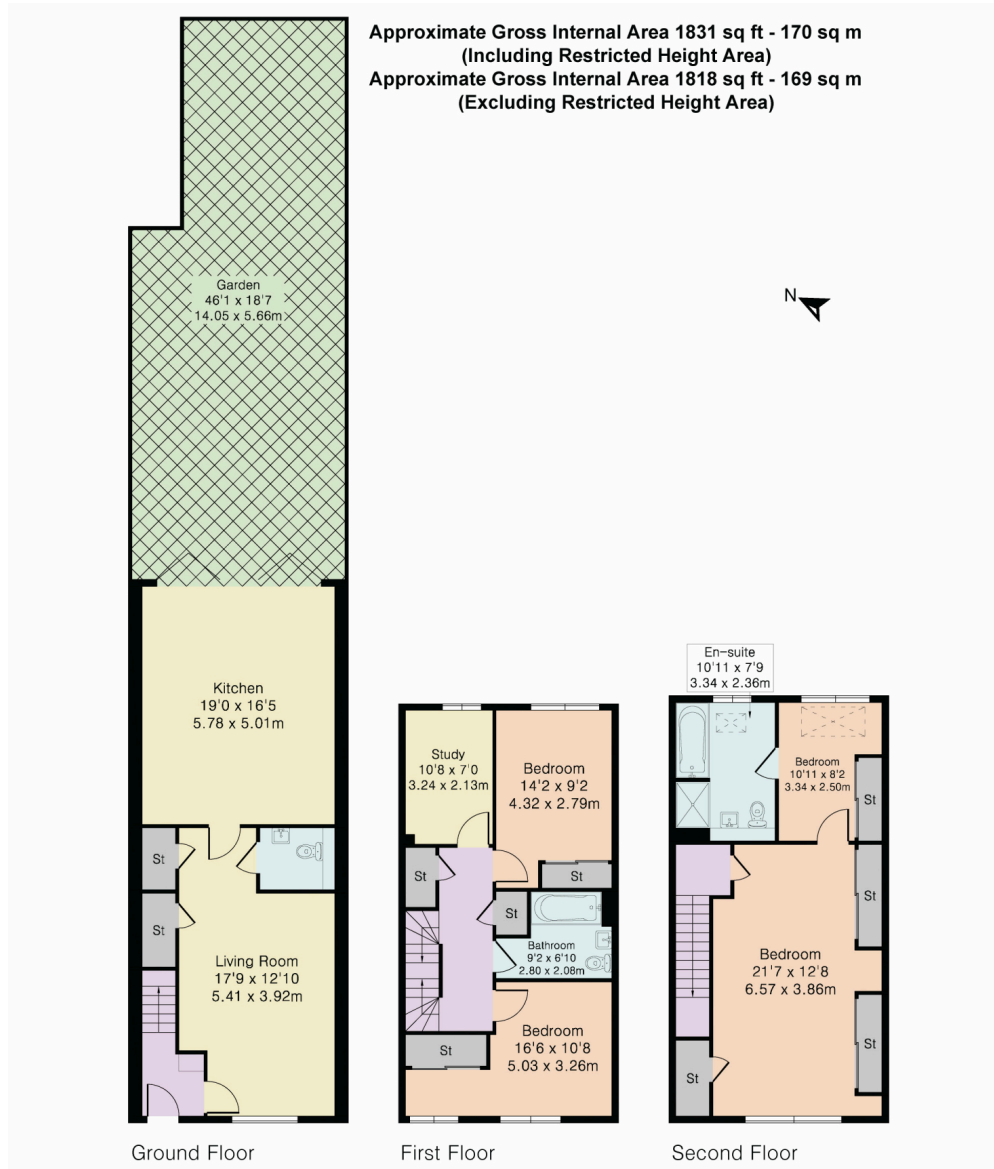 Approximate Gross Internal Area 1831 sq ft - 170 sq m
(Including Restricted Height Area)
Approximate Gross Internal Area 1818 sq ft - 169 sq m
(Excluding Restricted Height Area)
N
Garden
46'1 x 18'7
14.05 x 5.66m
Kitchen
19'0 x 16'5
5.78 x 5.01m
St
St
Living Room
17'9 x 12'10
5.41 x 3.92m
Ground Floor
Study
10'8 x 7'0
3.24 x 2.13m
Bedroom
14'2 x 9'2
4.32 x 2.79m
St
St
St
Bathroom
9'2 x 6'10
2.80 x 2.08m
Bedroom
16'6 x 10'8
5.03 x 3.26m
St
First Floor
En-suite
10'11 x 7'9
3.34 x 2.36m
Bedroom
10'11 x 8'2
3.34 x 2.50m
St
St
Bedroom
21'7 x 12'8
6.57 x 3.86m
St
St
Second Floor